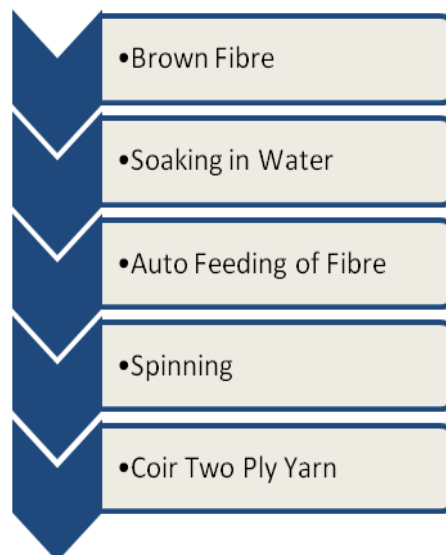 •Brown Fibre
•Soaking in Water
•Auto Feeding of Fibre
•Spinning
•Coir Two Ply Yarn